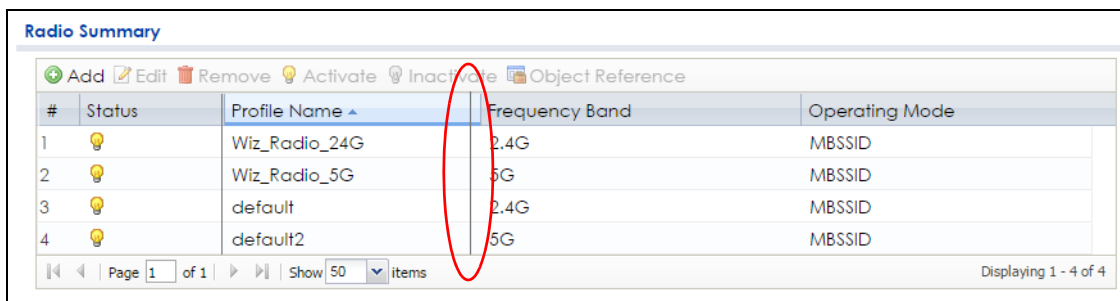 Radio Summary
Add Edit Remove Activate Inactivate Object Reference
# Status Profile Name Frequency Band Operating Mode
1 Wiz_Radio_24G 2.4G MBSSID
2 Wiz_Radio_5G 5G MBSSID
3 default 2.4G MBSSID
4 default2 5G MBSSID
Page 1 of 1 Show 50 items Displaying 1 - 4 of 4